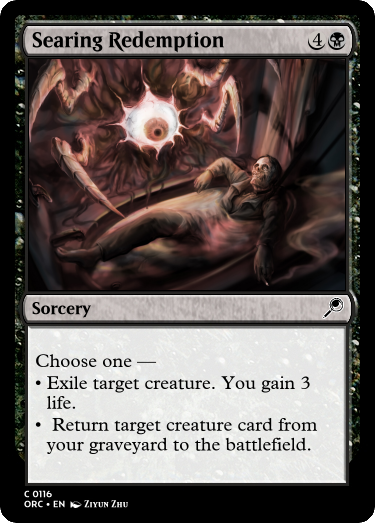 Searing Redemption 4
Sorcery
Choose one —
• Exile target creature. You gain 3
life.
• Return target creature card from
your graveyard to the battlefield.
C 0116
ORC • EN Ziyun Zhu